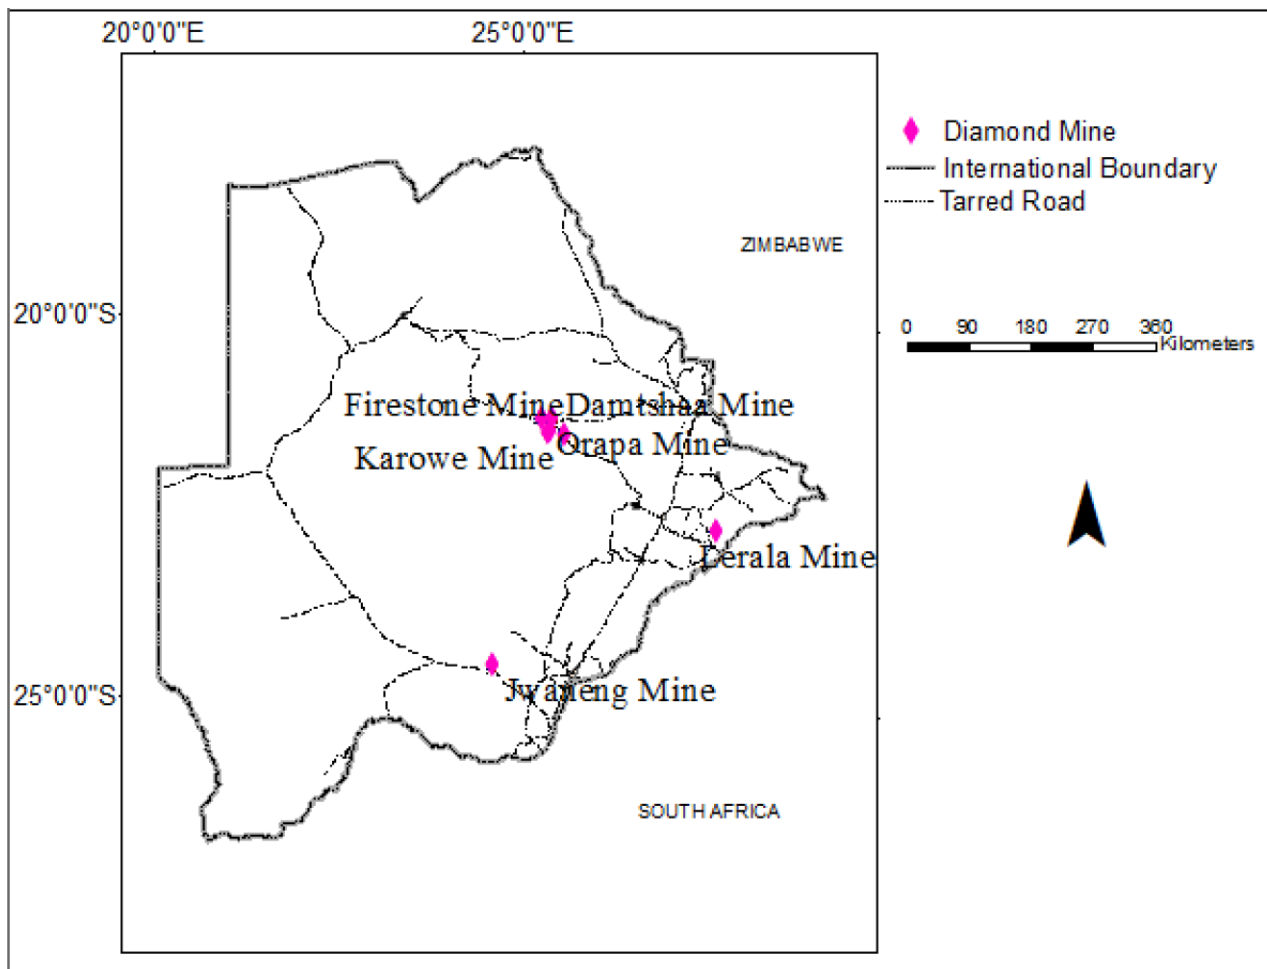 20°0'0"E 25°0'0"E
Diamond Mine
International Boundary
Tarred Road
ZIMBABWE
20°0'0"S
0 90 180 270 360
Kilometers
Firestone Mine Damtshaa Mine
Orapa Mine
Karowe Mine
Lerala Mine
25°0'0"S
Jwaneng Mine
SOUTH AFRICA